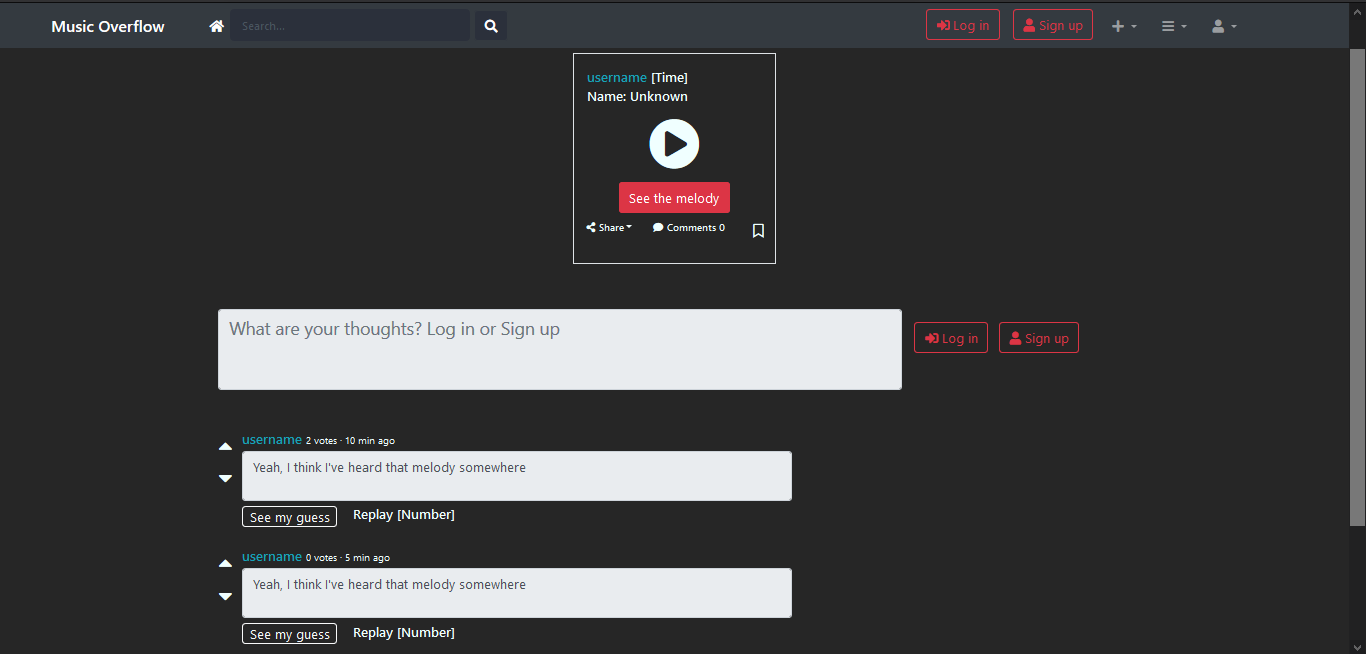 Music Overflow Search... Log in Sign up
username [Time]
Name: Unknown
See the melody
Share Comments 0
What are your thoughts? Log in or Sign up
Log in Sign up
username 2 votes · 10 min ago
Yeah, I think I've heard that melody somewhere
See my guess Replay [Number]
username 0 votes · 5 min ago
Yeah, I think I've heard that melody somewhere
See my guess Replay [Number]